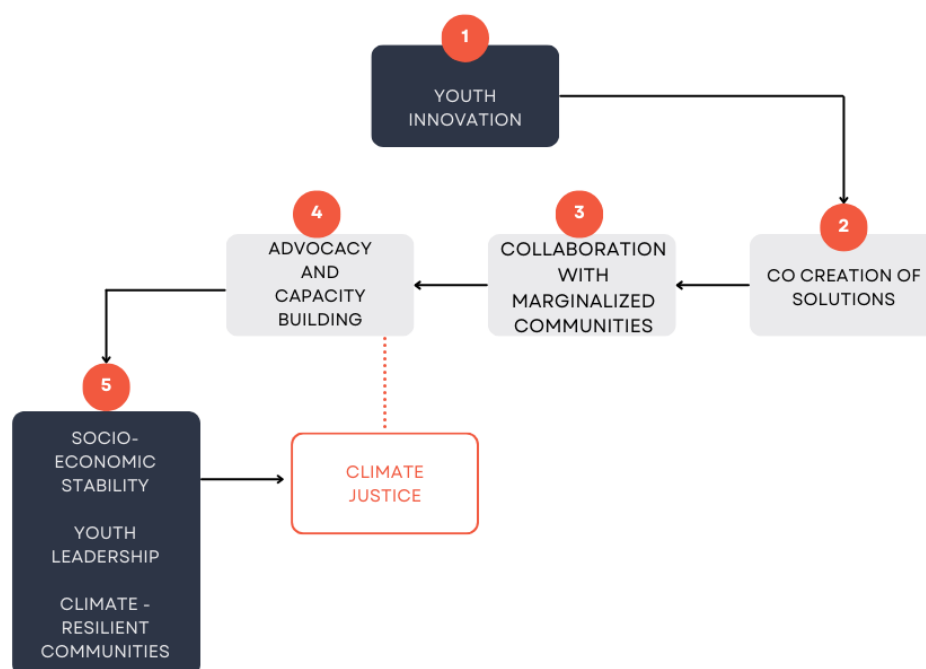 1
YOUTH
INNOVATION
2
CO CREATION OF
SOLUTIONS
3
COLLABORATION
WITH
MARGINALIZED
COMMUNITIES
4
ADVOCACY
AND
CAPACITY
BUILDING
5
SOCIO-
ECONOMIC
STABILITY
YOUTH
LEADERSHIP
CLIMATE -
RESILIENT
COMMUNITIES
CLIMATE
JUSTICE